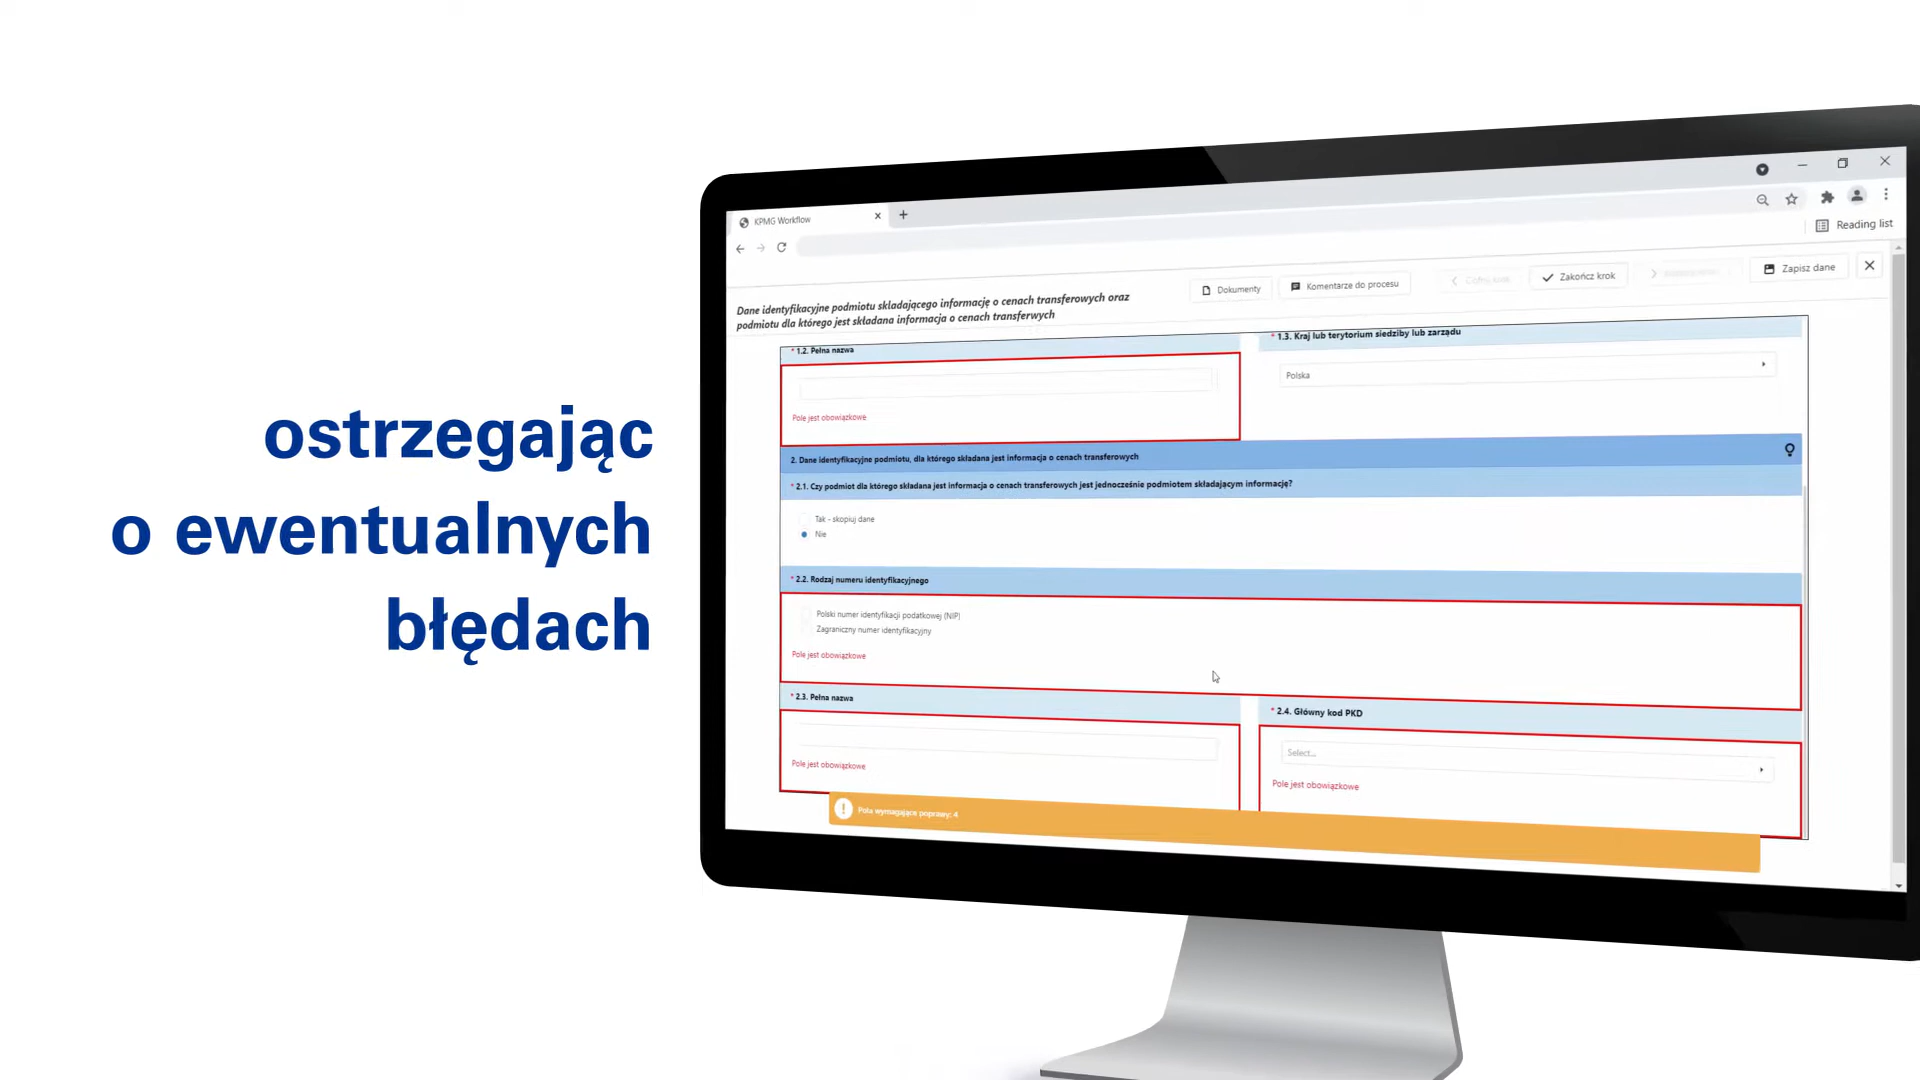 ostrzegając
o ewentualnych
błędach
KPMG Workflow
Reading list
Dane identyfikacyjne podmiotu składającego informację o cenach transferowych oraz
podmiotu dla którego jest składana informacja o cenach transferwych
Dokumenty
Komentarze do procesu
Zakończ krok
Zapisz dane
* 1.2. Pełna nazwa
* 1.3. Kraj lub terytorium siedziby lub zarządu
Polska
Pole jest obowiązkowe
2. Dane identyfikacyjne podmiotu, dla którego składana jest informacja o cenach transferowych
* 2.1. Czy podmiot dla którego składana jest informacja o cenach transferowych jest jednocześnie podmiotem składającym informację?
Tak - skopiuj dane
Nie
* 2.2. Rodzaj numeru identyfikacyjnego
Polski numer identyfikacji podatkowej (NIP)
Zagraniczny numer identyfikacyjny
Pole jest obowiązkowe
* 2.3. Pełna nazwa
* 2.4. Główny kod PKD
Select...
Pole jest obowiązkowe
Pole jest obowiązkowe
Pola wymagające poprawy: 4